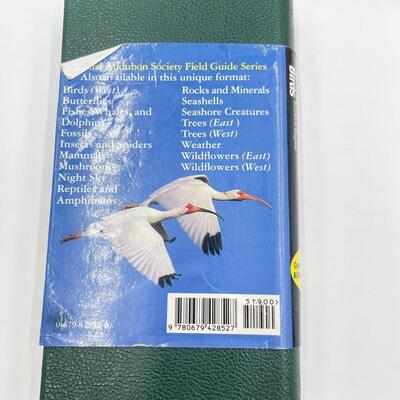 Audubon Society Field Guide Series
Also available in this unique format:
Birds (West)
Butterflies
Fishes, Whales, and
Dolphins
Fossils
Insects and Spiders
Mammals
Mushrooms
Night Sky
Reptiles and
Amphibians
Rocks and Minerals
Seashells
Seashore Creatures
Trees (East)
Trees (West)
Weather
Wildflowers (East)
Wildflowers (West)
51900
9 780679 428527
BIRDS